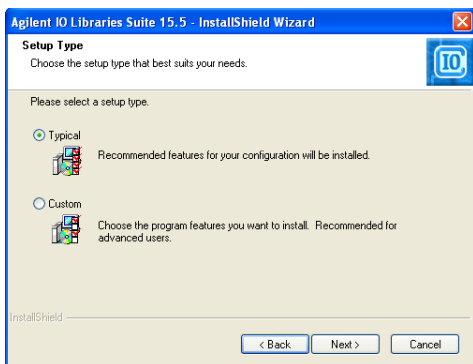 Agilent IO Libraries Suite 15.5 - InstallShield Wizard
Setup Type
Choose the setup type that best suits your needs.
IO
Please select a setup type.
Typical
Recommended features for your configuration will be installed.
Custom
Choose the program features you want to install. Recommended for
advanced users.
InstallShield
< Back Next > Cancel